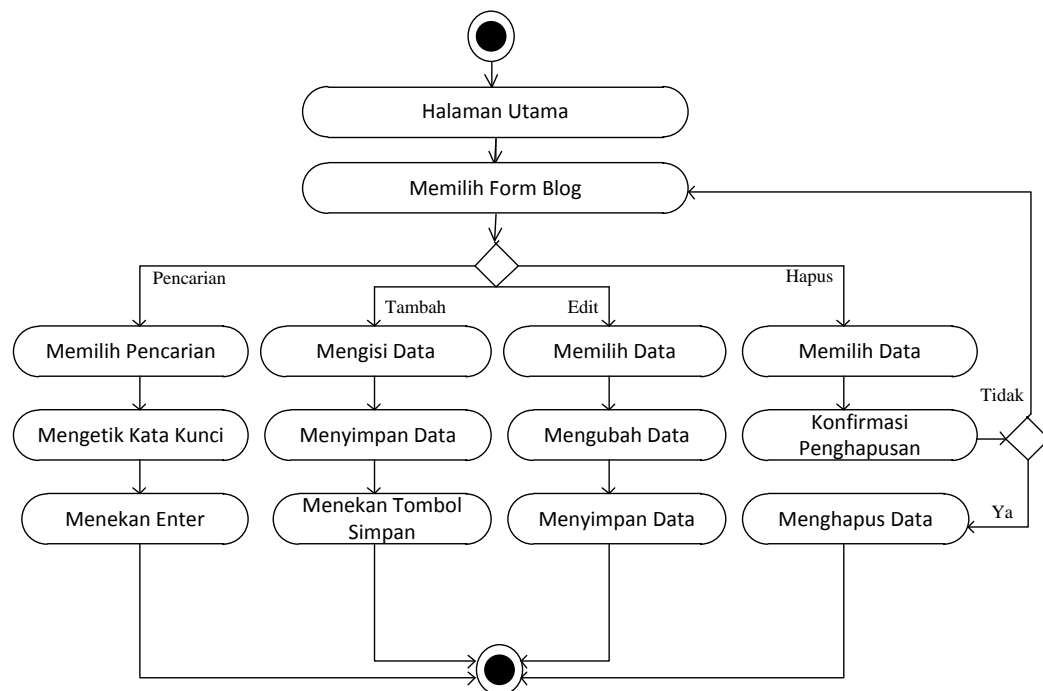 Halaman Utama
Memilih Form Blog
Pencarian
Hapus
Tambah
Edit
Memilih Pencarian
Mengisi Data
Memilih Data
Memilih Data
Tidak
Mengetik Kata Kunci
Menyimpan Data
Mengubah Data
Konfirmasi
Penghapusan
Menekan Enter
Menekan Tombol
Simpan
Menyimpan Data
Menghapus Data
Ya